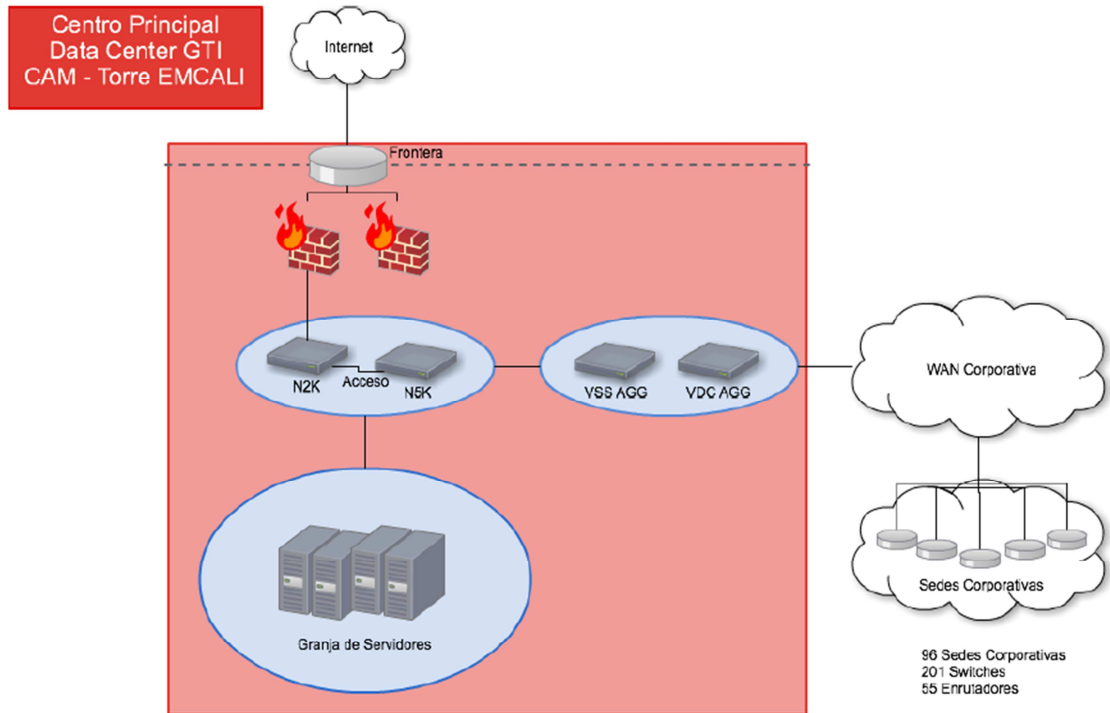 Centro Principal
Data Center GTI
CAM - Torre EMCALI
Internet
Frontera
N2K
Acceso
N5K
VSS AGG
VDC AGG
WAN Corporativa
Granja de Servidores
Sedes Corporativas
96 Sedes Corporativas
201 Switches
55 Enrutadores